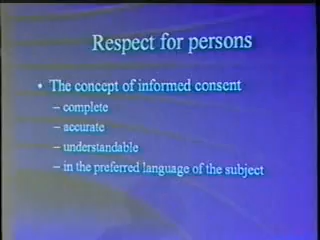 Respect for persons
• The concept of informed consent
– complete
– accurate
– understandable
– in the preferred language of the subject